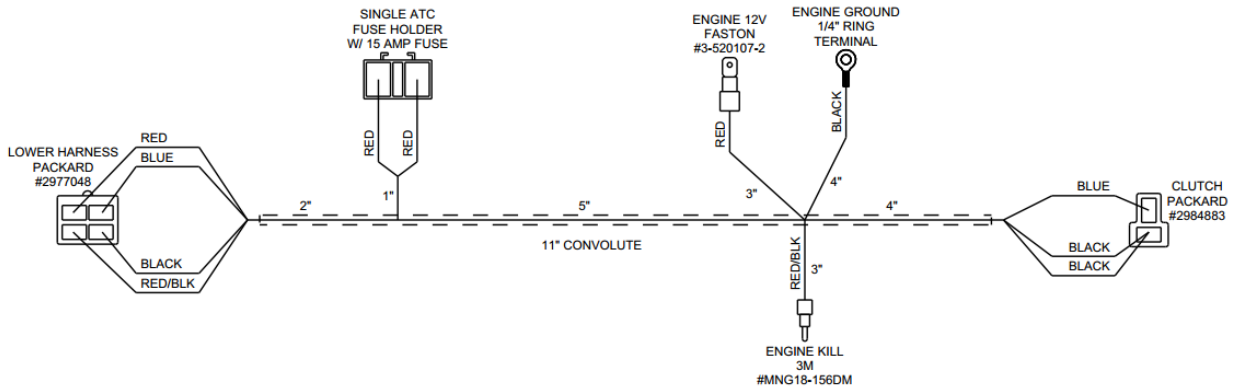 SINGLE ATC
FUSE HOLDER
W/ 15 AMP FUSE
ENGINE 12V
FASTON
#3-520107-2
ENGINE GROUND
1/4" RING
TERMINAL
RED
RED
RED
BLACK
LOWER HARNESS
PACKARD
#2977048
RED
BLUE
BLACK
RED/BLK
2"
1"
5"
3"
4"
4"
11" CONVOLUTE
RED/BLK
3"
ENGINE KILL
3M
#MNG18-156DM
BLUE
BLACK
BLACK
CLUTCH
PACKARD
#2984883